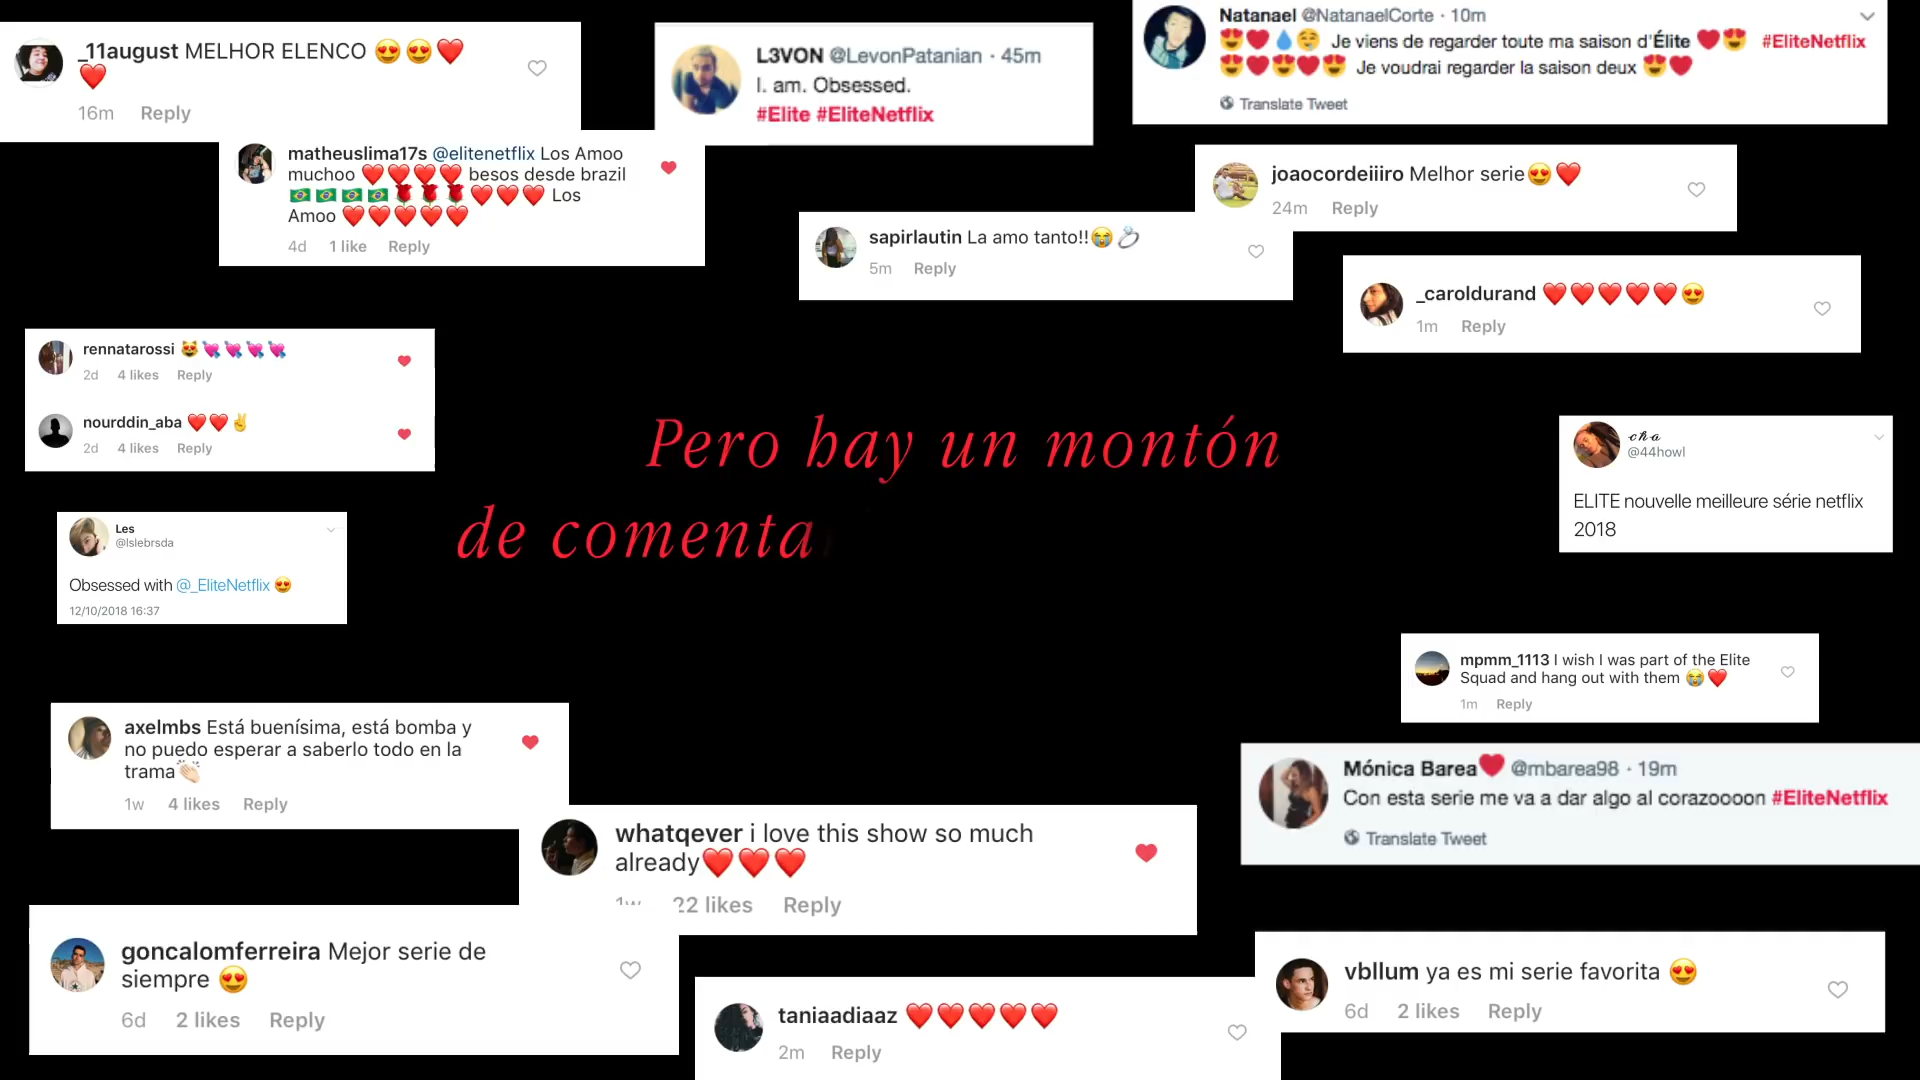 _11august MELHOR ELENCO 😍😍❤️
❤️
16m Reply
L3VON @LevonPatanian · 45m
I. am. Obsessed.
#Elite #EliteNetflix
Natanael @NatanaelCorte · 10m
😍❤️💧🤤 Je viens de regarder toute ma saison d'Élite ❤️😍 #EliteNetflix
😍❤️😍❤️😍 Je voudrai regarder la saison deux 😍❤️
Translate Tweet
matheuslima17s @elitenetflix Los Amoo
muchoo ❤️❤️❤️❤️ besos desde brazil
🇧🇷🇧🇷🇧🇷🇧🇷🌹🌹🌹❤️❤️❤️ Los
Amoo ❤️❤️❤️❤️❤️
4d 1 like Reply
joaocordeiiiro Melhor serie😍❤️
24m Reply
sapirlautin La amo tanto!!😭💍
5m Reply
_caroldurand ❤️❤️❤️❤️❤️😍
1m Reply
rennatarossi 😻💘💘💘💘
2d 4 likes Reply
nourddin_aba ❤️❤️✌️
2d 4 likes Reply
Pero hay un montón
de comenta
𝓬𝓱𝓪
@44howl
ELITE nouvelle meilleure série netflix
2018
Les
@lsiebrsda
Obsessed with @_EliteNetflix 😍
12/10/2018 16:37
mpmm_1113 I wish I was part of the Elite
Squad and hang out with them 😭❤️
1m Reply
axelmbs Está buenísima, está bomba y
no puedo esperar a saberlo todo en la
trama👏🏻
1w 4 likes Reply
Mónica Barea❤️ @mbarea98 · 19m
Con esta serie me va a dar algo al corazoooon #EliteNetflix
Translate Tweet
whatqever i love this show so much
already❤️❤️❤️
1w 22 likes Reply
goncalomferreira Mejor serie de
siempre 😍
6d 2 likes Reply
vbllum ya es mi serie favorita 😍
6d 2 likes Reply
taniaadiaaz ❤️❤️❤️❤️❤️
2m Reply